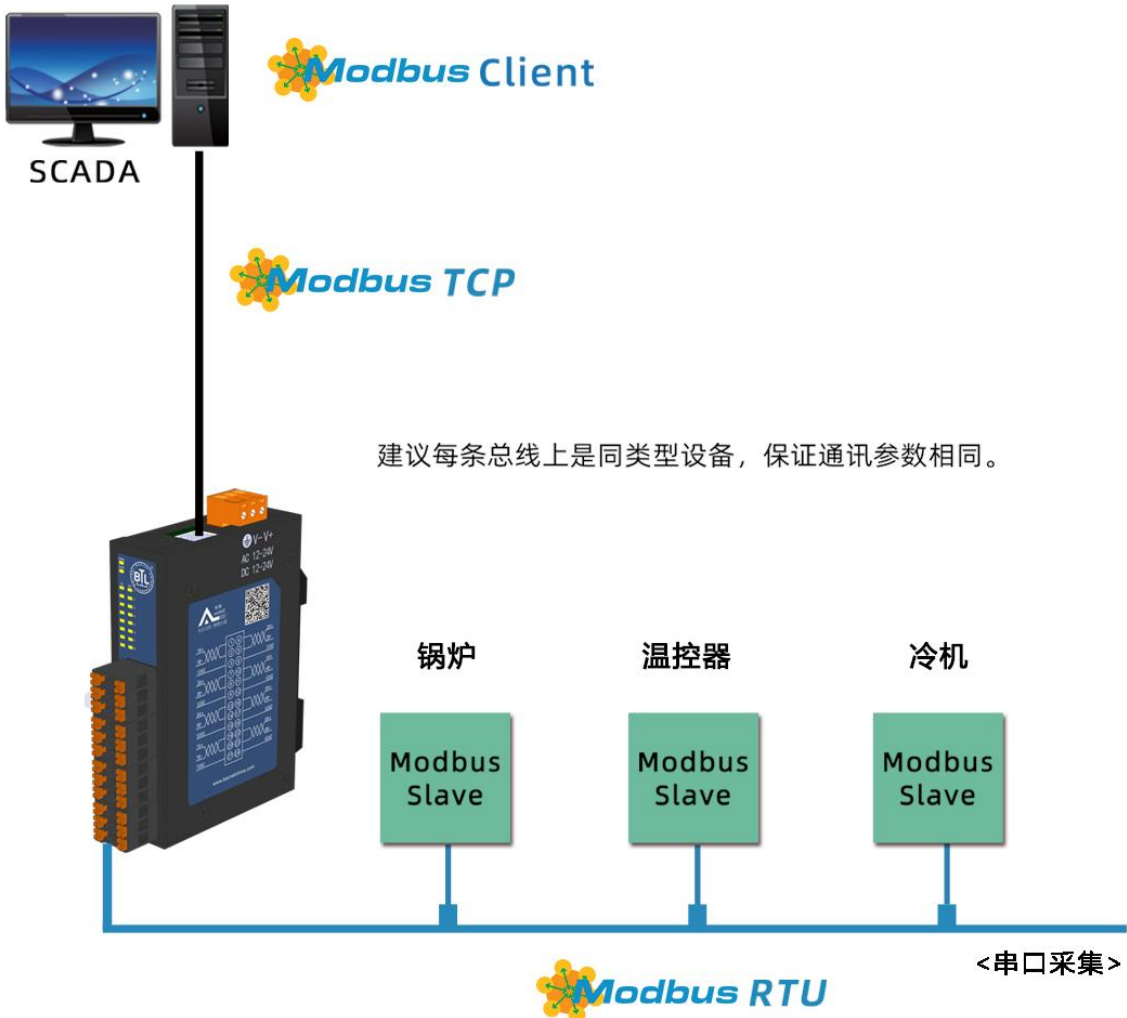 Modbus Client
SCADA
Modbus TCP
建议每条总线上是同类型设备，保证通讯参数相同。
V- V+
AC 12-24V
DC 12-24V
BTL
锅炉
温控器
冷机
Modbus
Slave
Modbus
Slave
Modbus
Slave
<串口采集>
Modbus RTU